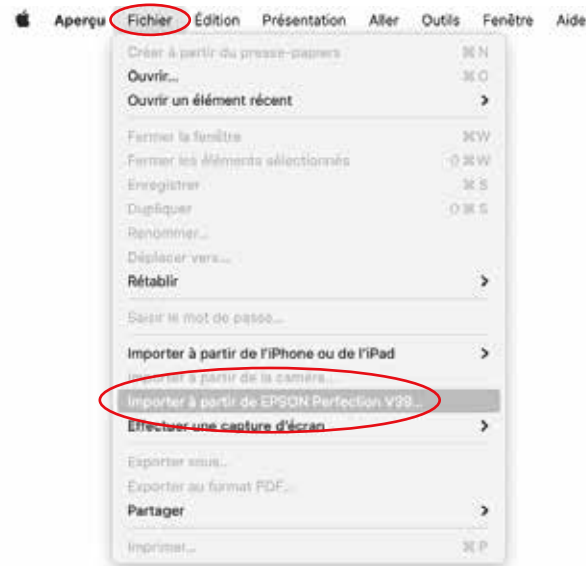 Aperçu Fichier Édition Présentation Aller Outils Fenêtre Aide
Créer à partir du presse-papiers ⌘N
Ouvrir... ⌘O
Ouvrir un élément récent >
Fermer la fenêtre ⌘W
Fermer les éléments sélectionnés ⇧⌘W
Enregistrer ⌘S
Dupliquer ⇧⌘S
Renommer...
Déplacer vers...
Rétablir >
Saisir le mot de passe...
Importer à partir de l'iPhone ou de l'iPad >
Importer à partir de la caméra...
Importer à partir de EPSON Perfection V39...
Effectuer une capture d'écran >
Exporter sous...
Exporter au format PDF...
Partager >
Imprimer... ⌘P